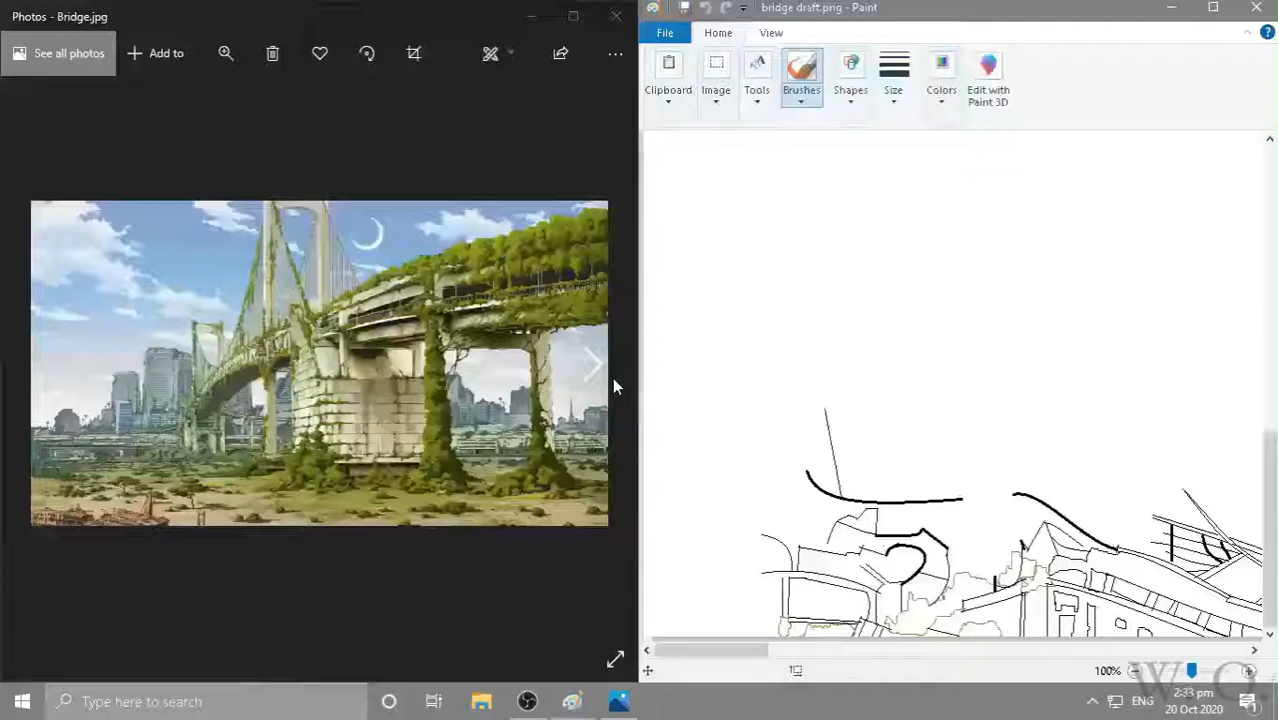 Photos - Bridge.jpg
See all photos
Add to
bridge draft.png - Paint
File
Home
View
Clipboard
Image
Tools
Brushes
Shapes
Size
Colors
Edit with
Paint 3D
100%
W.C.
Type here to search
ENG
2:33 pm
20 Oct 2020